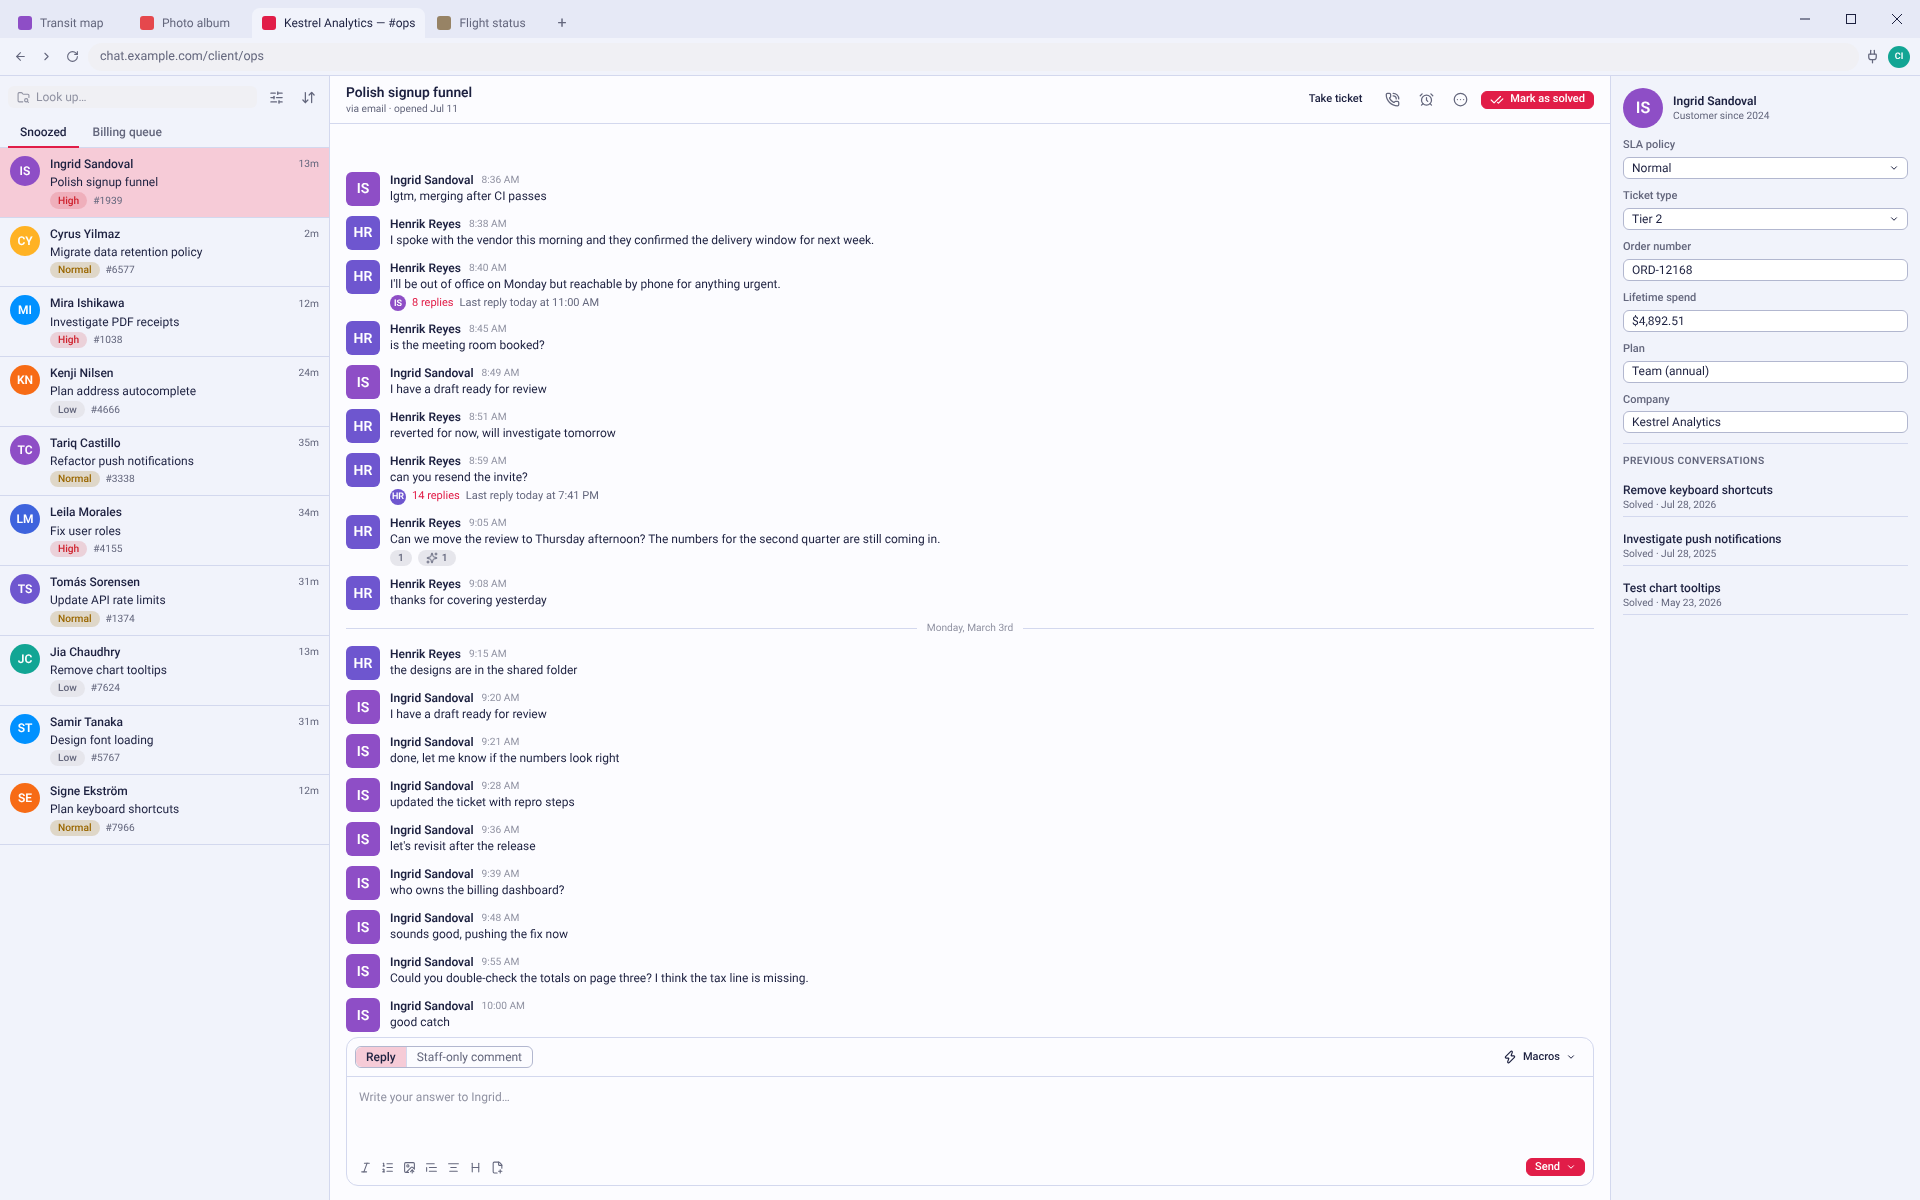 Transit map
Photo album
Kestrel Analytics — #ops
Flight status
chat.example.com/client/ops
CI
Look up...
Snoozed
Billing queue
IS
Ingrid Sandoval
13m
Polish signup funnel
High
#1939
CY
Cyrus Yilmaz
2m
Migrate data retention policy
Normal
#6577
MI
Mira Ishikawa
12m
Investigate PDF receipts
High
#1038
KN
Kenji Nilsen
24m
Plan address autocomplete
Low
#4666
TC
Tariq Castillo
35m
Refactor push notifications
Normal
#3338
LM
Leila Morales
34m
Fix user roles
High
#4155
TS
Tomás Sorensen
31m
Update API rate limits
Normal
#1374
JC
Jia Chaudhry
13m
Remove chart tooltips
Low
#7624
ST
Samir Tanaka
31m
Design font loading
Low
#5767
SE
Signe Ekström
12m
Plan keyboard shortcuts
Normal
#7966
Polish signup funnel
via email · opened Jul 11
Take ticket
Mark as solved
IS
Ingrid Sandoval 8:36 AM
lgtm, merging after CI passes
HR
Henrik Reyes 8:38 AM
I spoke with the vendor this morning and they confirmed the delivery window for next week.
HR
Henrik Reyes 8:40 AM
I'll be out of office on Monday but reachable by phone for anything urgent.
IS 8 replies Last reply today at 11:00 AM
HR
Henrik Reyes 8:45 AM
is the meeting room booked?
IS
Ingrid Sandoval 8:49 AM
I have a draft ready for review
HR
Henrik Reyes 8:51 AM
reverted for now, will investigate tomorrow
HR
Henrik Reyes 8:59 AM
can you resend the invite?
HR 14 replies Last reply today at 7:41 PM
HR
Henrik Reyes 9:05 AM
Can we move the review to Thursday afternoon? The numbers for the second quarter are still coming in.
1
1
HR
Henrik Reyes 9:08 AM
thanks for covering yesterday
Monday, March 3rd
HR
Henrik Reyes 9:15 AM
the designs are in the shared folder
IS
Ingrid Sandoval 9:20 AM
I have a draft ready for review
IS
Ingrid Sandoval 9:21 AM
done, let me know if the numbers look right
IS
Ingrid Sandoval 9:28 AM
updated the ticket with repro steps
IS
Ingrid Sandoval 9:36 AM
let's revisit after the release
IS
Ingrid Sandoval 9:39 AM
who owns the billing dashboard?
IS
Ingrid Sandoval 9:48 AM
sounds good, pushing the fix now
IS
Ingrid Sandoval 9:55 AM
Could you double-check the totals on page three? I think the tax line is missing.
IS
Ingrid Sandoval 10:00 AM
good catch
Reply
Staff-only comment
Macros
Write your answer to Ingrid...
Send
IS
Ingrid Sandoval
Customer since 2024
SLA policy
Normal
Ticket type
Tier 2
Order number
ORD-12168
Lifetime spend
$4,892.51
Plan
Team (annual)
Company
Kestrel Analytics
PREVIOUS CONVERSATIONS
Remove keyboard shortcuts
Solved · Jul 28, 2026
Investigate push notifications
Solved · Jul 28, 2025
Test chart tooltips
Solved · May 23, 2026